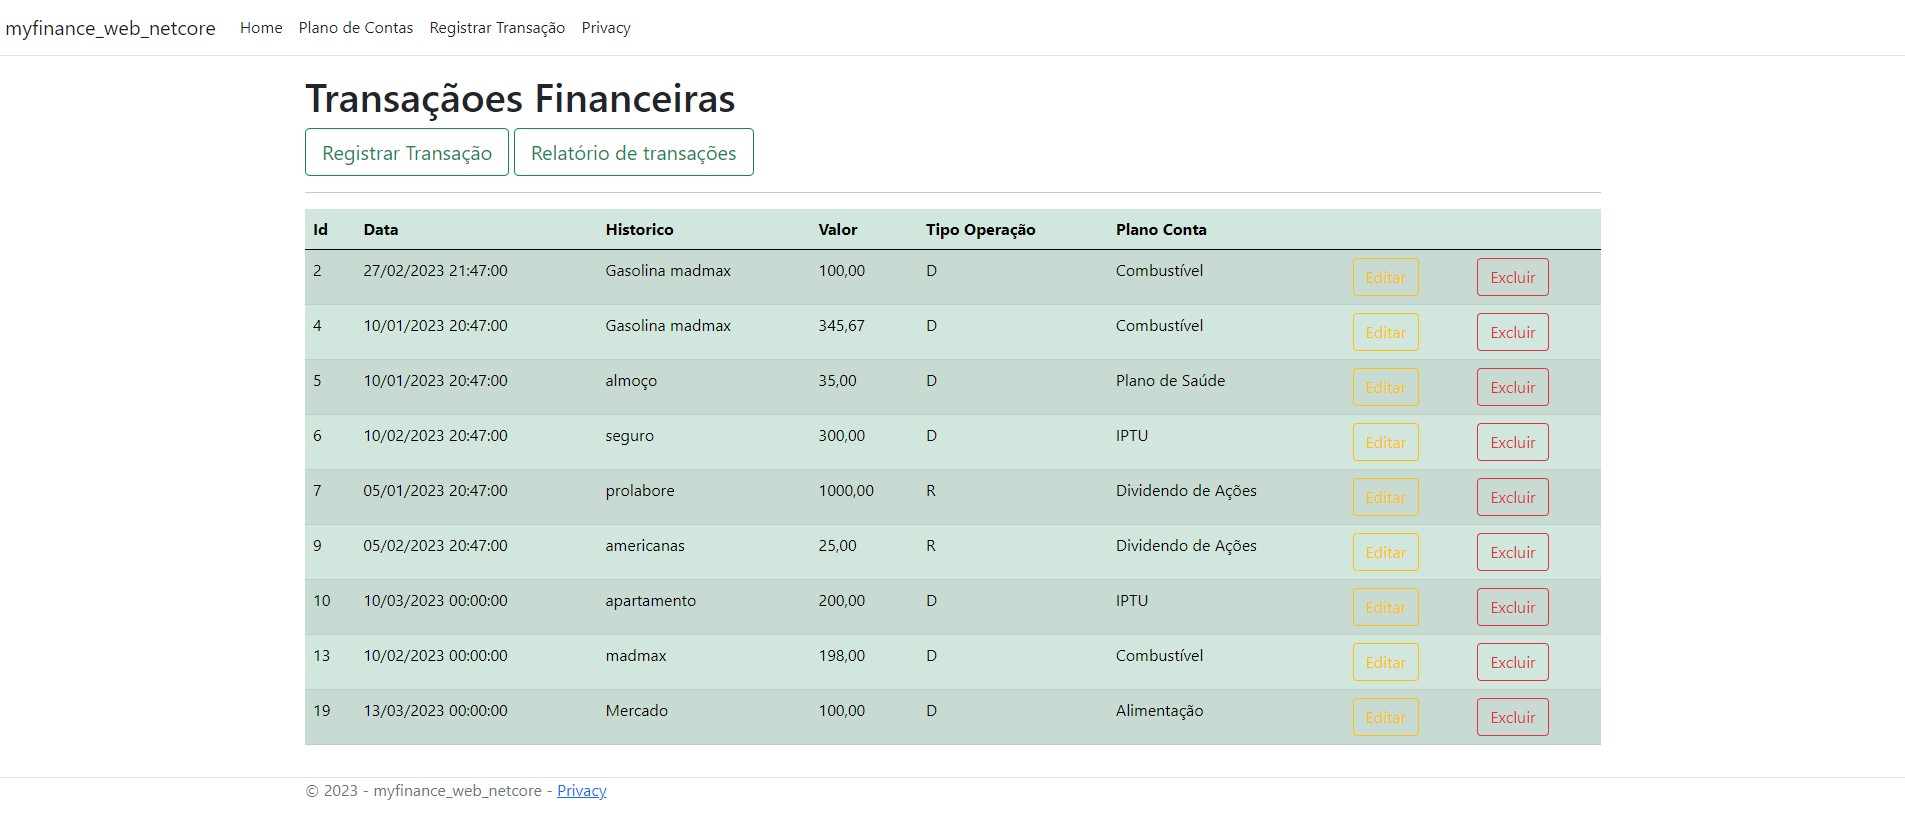 myfinance_web_netcore Home Plano de Contas Registrar Transação Privacy
Transaçãoes Financeiras
Registrar Transação Relatório de transações
Id Data Historico Valor Tipo Operação Plano Conta
2 27/02/2023 21:47:00 Gasolina madmax 100,00 D Combustível Editar Excluir
4 10/01/2023 20:47:00 Gasolina madmax 345,67 D Combustível Editar Excluir
5 10/01/2023 20:47:00 almoço 35,00 D Plano de Saúde Editar Excluir
6 10/02/2023 20:47:00 seguro 300,00 D IPTU Editar Excluir
7 05/01/2023 20:47:00 prolabore 1000,00 R Dividendo de Ações Editar Excluir
9 05/02/2023 20:47:00 americanas 25,00 R Dividendo de Ações Editar Excluir
10 10/03/2023 00:00:00 apartamento 200,00 D IPTU Editar Excluir
13 10/02/2023 00:00:00 madmax 198,00 D Combustível Editar Excluir
19 13/03/2023 00:00:00 Mercado 100,00 D Alimentação Editar Excluir
© 2023 - myfinance_web_netcore - Privacy